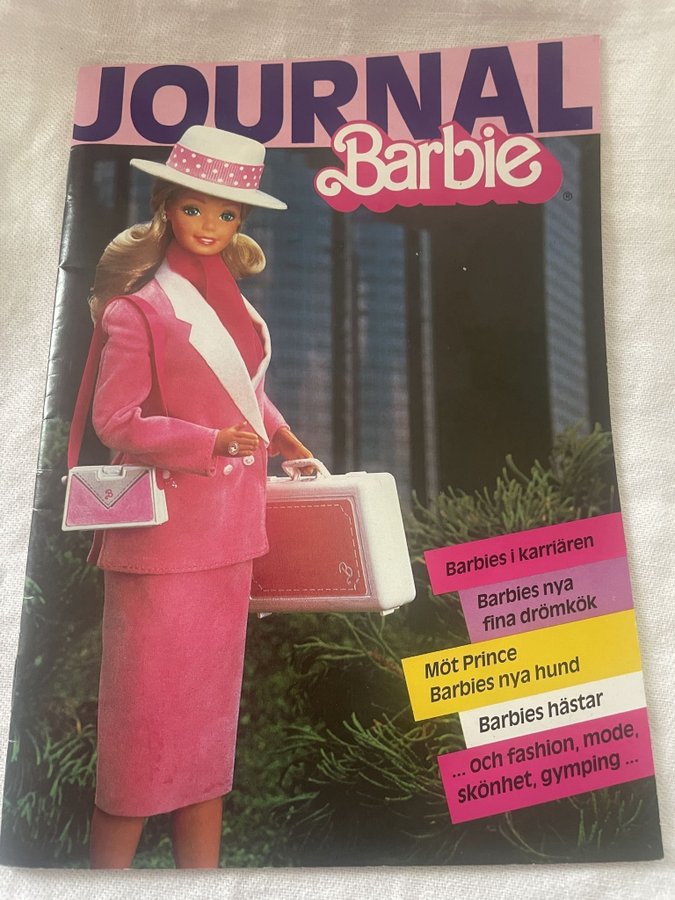 JOURNAL
Barbie
®
Barbies i karriären
Barbies nya
fina drömkök
Möt Prince
Barbies nya hund
Barbies hästar
... och fashion, mode,
skönhet, gymping ...
B
B